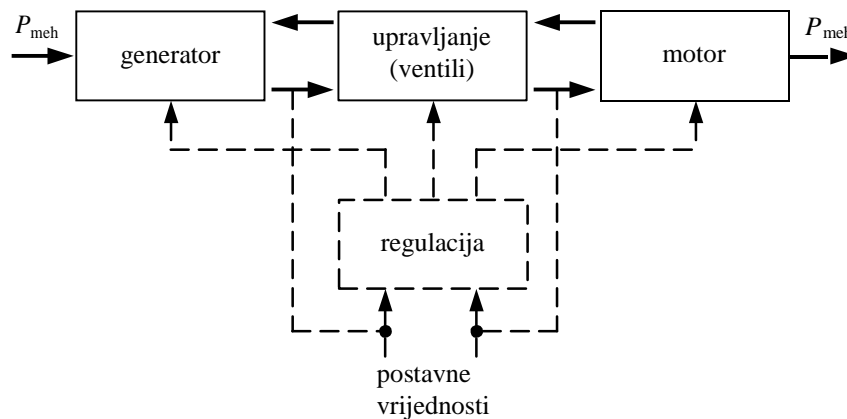 P_meh
generator
upravljanje
(ventili)
motor
P_meh
regulacija
postavne
vrijednosti